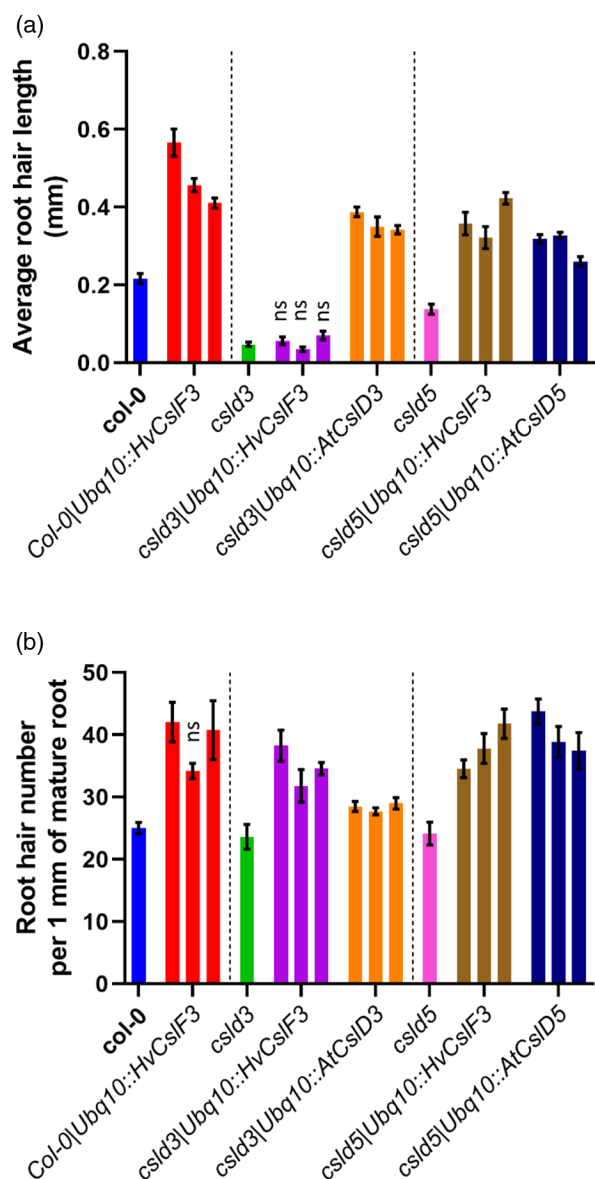 (a)
Average root hair length
(mm)
0.8
0.6
0.4
0.2
0.0
ns
ns
ns
col-0
Col-0|Ubq10::HvCslF3
csld3
csld3|Ubq10::HvCslF3
csld3|Ubq10::AtCslD3
csld5
csld5|Ubq10::HvCslF3
csld5|Ubq10::AtCslD5
(b)
Root hair number
per 1 mm of mature root
50
40
30
20
10
0
ns
col-0
Col-0|Ubq10::HvCslF3
csld3
csld3|Ubq10::HvCslF3
csld3|Ubq10::AtCslD3
csld5
csld5|Ubq10::HvCslF3
csld5|Ubq10::AtCslD5